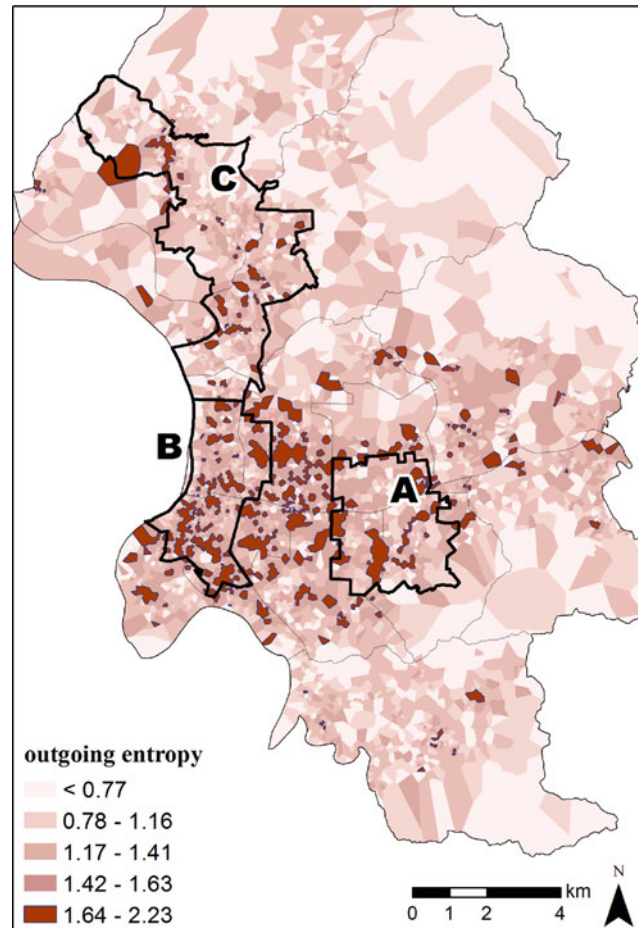 C
B
A
outgoing entropy
< 0.77
0.78 - 1.16
1.17 - 1.41
1.42 - 1.63
1.64 - 2.23
N
km
0 1 2 4